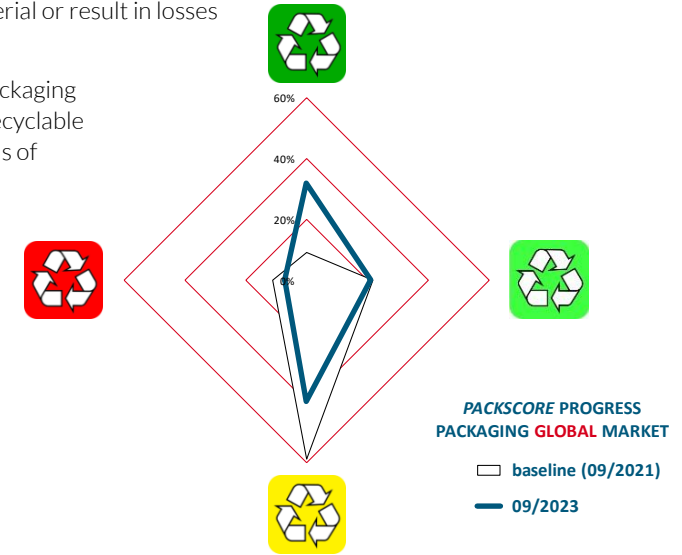 erial or result in losses
ckaging
ecyclable
s of
60%
40%
20%
0%
PACKSCORE PROGRESS
PACKAGING GLOBAL MARKET
baseline (09/2021)
09/2023